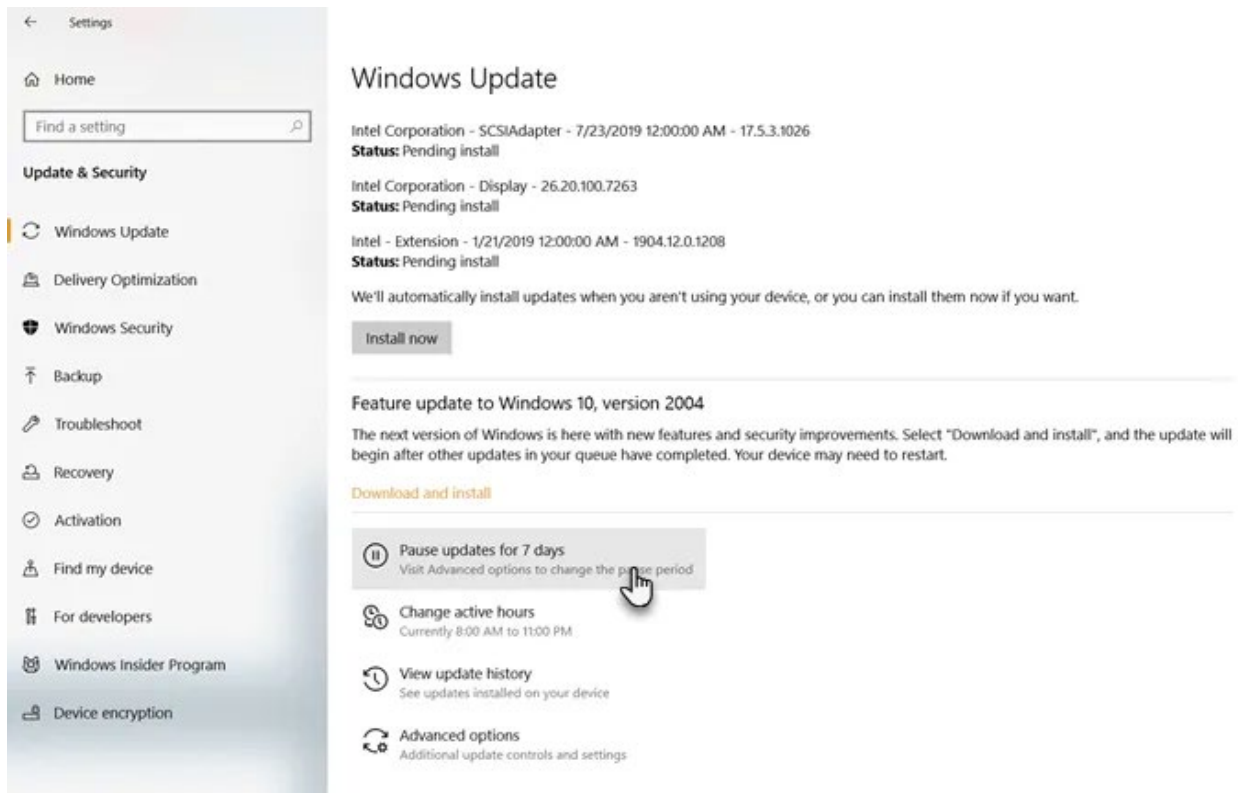 Settings
Home
Find a setting
Update & Security
Windows Update
Delivery Optimization
Windows Security
Backup
Troubleshoot
Recovery
Activation
Find my device
For developers
Windows Insider Program
Device encryption
Windows Update
Intel Corporation - SCSIAdapter - 7/23/2019 12:00:00 AM - 17.5.3.1026
Status: Pending install
Intel Corporation - Display - 26.20.100.7263
Status: Pending install
Intel - Extension - 1/21/2019 12:00:00 AM - 1904.12.0.1208
Status: Pending install
We'll automatically install updates when you aren't using your device, or you can install them now if you want.
Install now
Feature update to Windows 10, version 2004
The next version of Windows is here with new features and security improvements. Select "Download and install", and the update will
begin after other updates in your queue have completed. Your device may need to restart.
Download and install
Pause updates for 7 days
Visit Advanced options to change the pause period
Change active hours
Currently 8:00 AM to 11:00 PM
View update history
See updates installed on your device
Advanced options
Additional update controls and settings